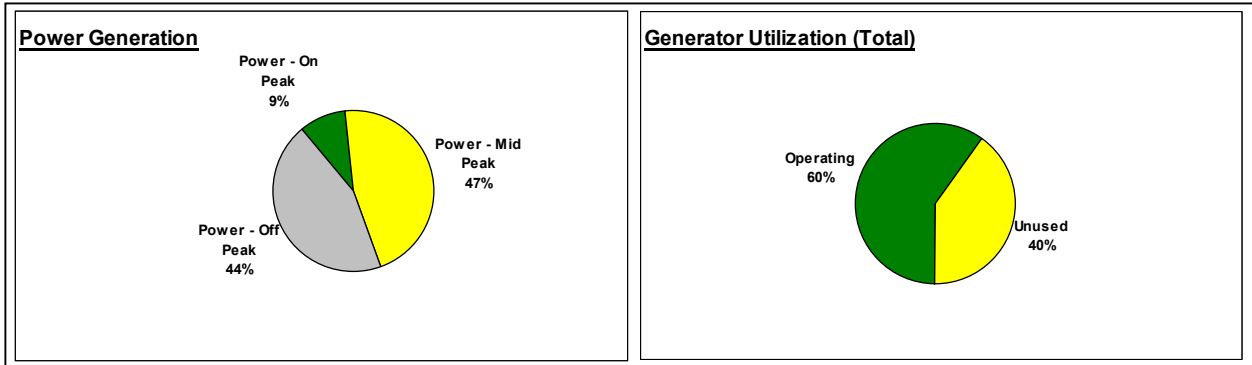 Power Generation
Power - On
Peak
9%
Power - Mid
Peak
47%
Power - Off
Peak
44%
Generator Utilization (Total)
Operating
60%
Unused
40%